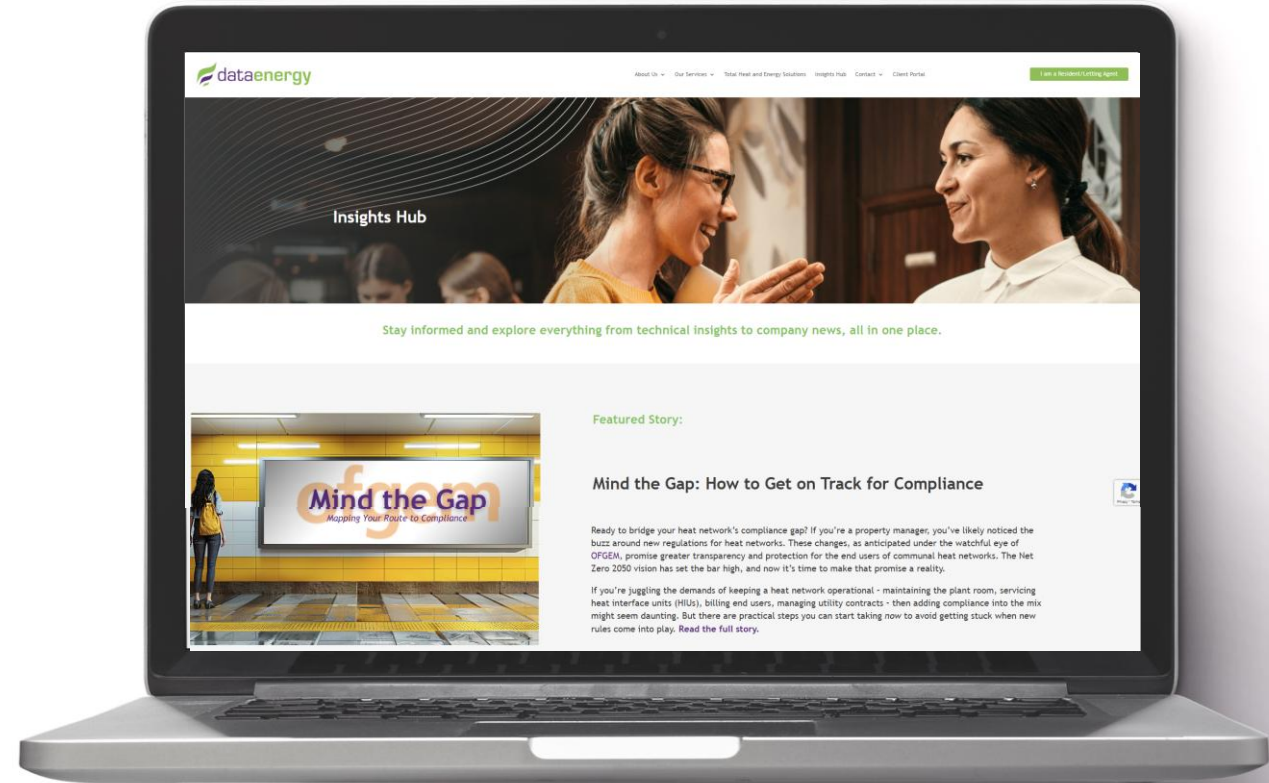 dataenergy
About Us Our Services Total Heat and Energy Solutions Insights Hub Contact Client Portal
I am a Resident/Letting Agent
Insights Hub
Stay informed and explore everything from technical insights to company news, all in one place.
ofgem
Mind the Gap
Mapping Your Route to Compliance
Featured Story:
Mind the Gap: How to Get on Track for Compliance
Ready to bridge your heat network's compliance gap? If you're a property manager, you've likely noticed the
buzz around new regulations for heat networks. These changes, as anticipated under the watchful eye of
OFGEM, promise greater transparency and protection for the end users of communal heat networks. The Net
Zero 2050 vision has set the bar high, and now it's time to make that promise a reality.
If you're juggling the demands of keeping a heat network operational - maintaining the plant room, servicing
heat interface units (HIUs), billing end users, managing utility contracts - then adding compliance into the mix
might seem daunting. But there are practical steps you can start taking now to avoid getting stuck when new
rules come into play. Read the full story.